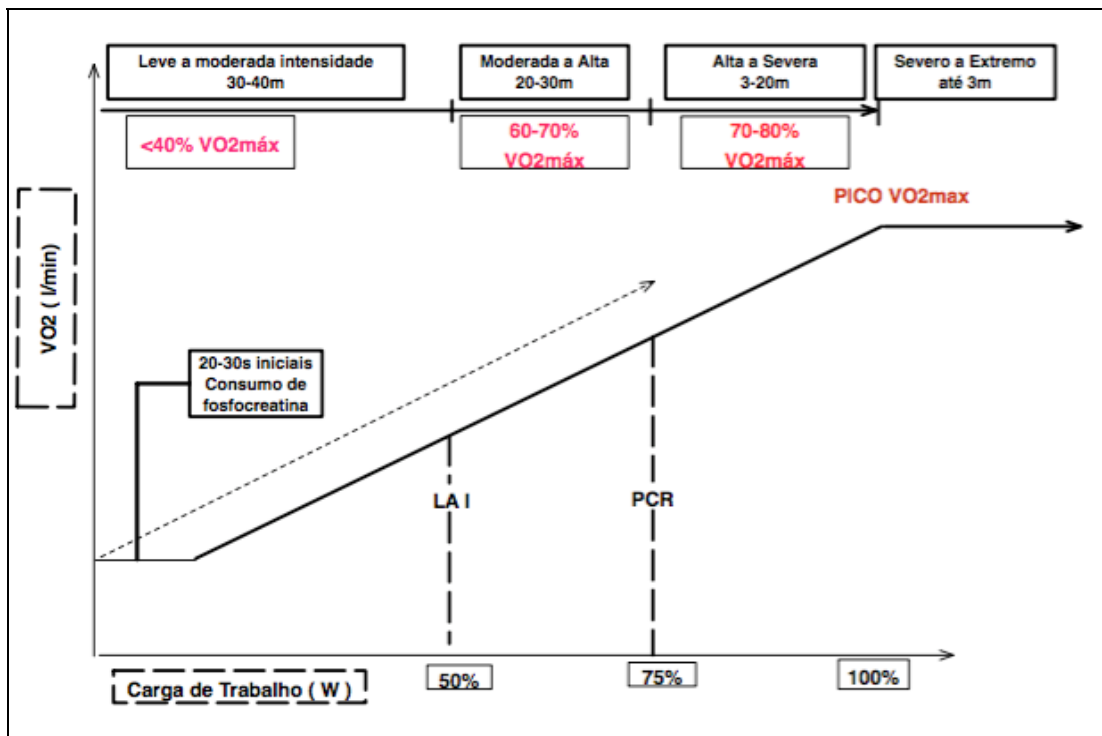 Leve a moderada intensidade
30-40m
Moderada a Alta
20-30m
Alta a Severa
3-20m
Severo a Extremo
até 3m
<40% VO2máx
60-70%
VO2máx
70-80%
VO2máx
PICO VO2max
VO2 ( l/min)
20-30s iniciais
Consumo de
fosfocreatina
LA I
PCR
Carga de Trabalho ( W )
50%
75%
100%